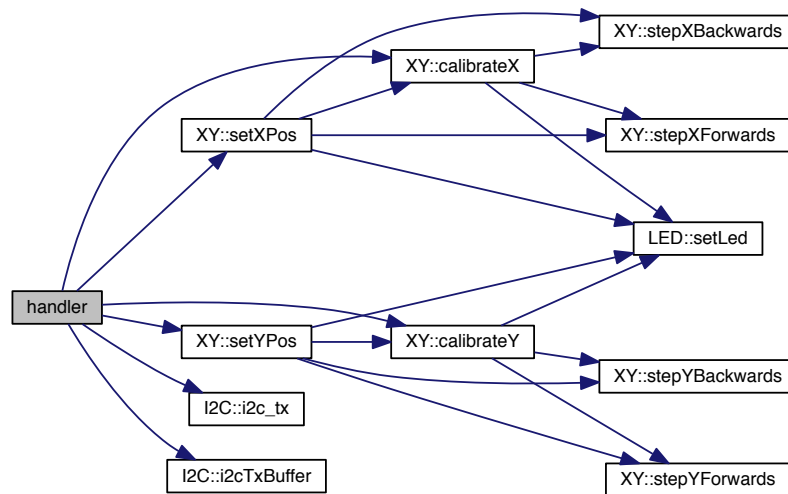 XY::stepXBackwards
XY::calibrateX
XY::setXPos
XY::stepXForwards
LED::setLed
handler
XY::setYPos
XY::calibrateY
XY::stepYBackwards
I2C::i2c_tx
I2C::i2cTxBuffer
XY::stepYForwards